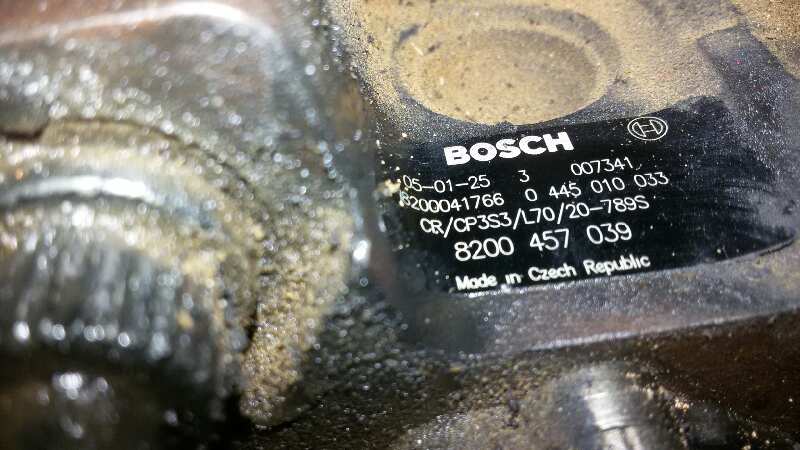 BOSCH
05-01-25 3 007341
8200041766 0 445 010 033
CR/CP3S3/L70/20-789S
8200 457 039
Made in Czech Republic